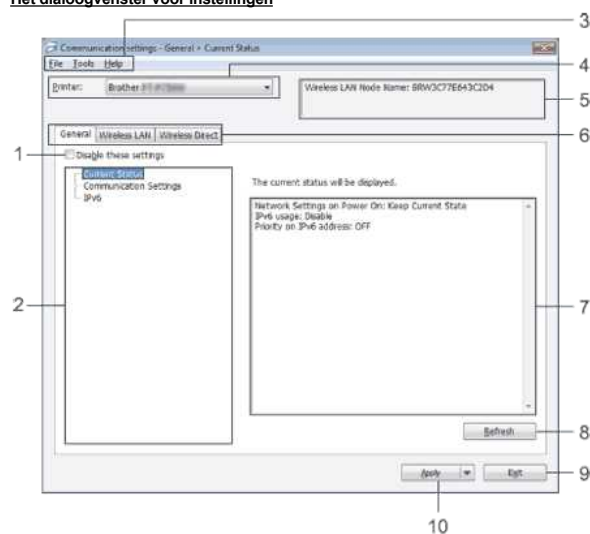 Het dialoogvenster voor instellingen
3
Communication settings - General > Current Status
File Tools Help
4
Printer: Brother
Wireless LAN Node Name: BRW3C77E643C2D4
5
General Wireless LAN Wireless Direct
6
1
Disable these settings
Current Status
Communication Settings
IPv6
The current status will be displayed.
Network Settings on Power On: Keep Current State
IPv6 usage: Disable
Priority on IPv6 address: OFF
2
7
Refresh
8
Apply
Exit
9
10